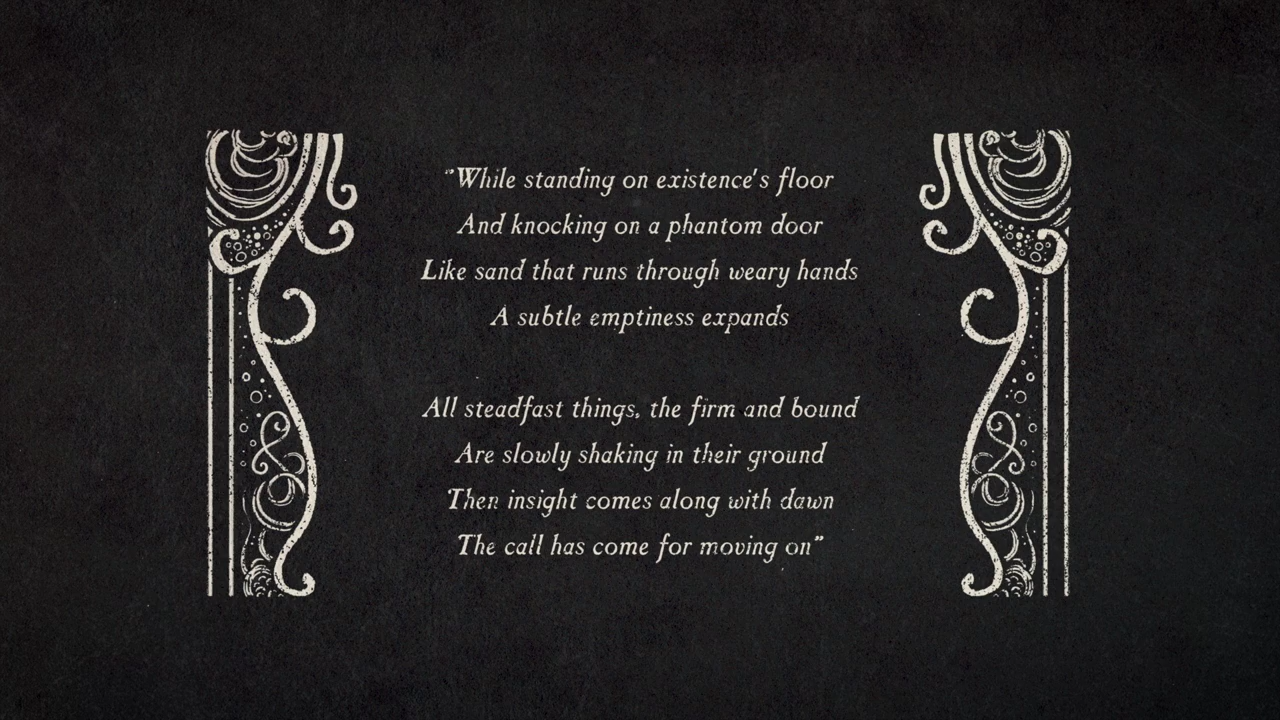 "While standing on existence's floor
And knocking on a phantom door
Like sand that runs through weary hands
A subtle emptiness expands
All steadfast things, the firm and bound
Are slowly shaking in their ground
Then insight comes along with dawn
The call has come for moving on"